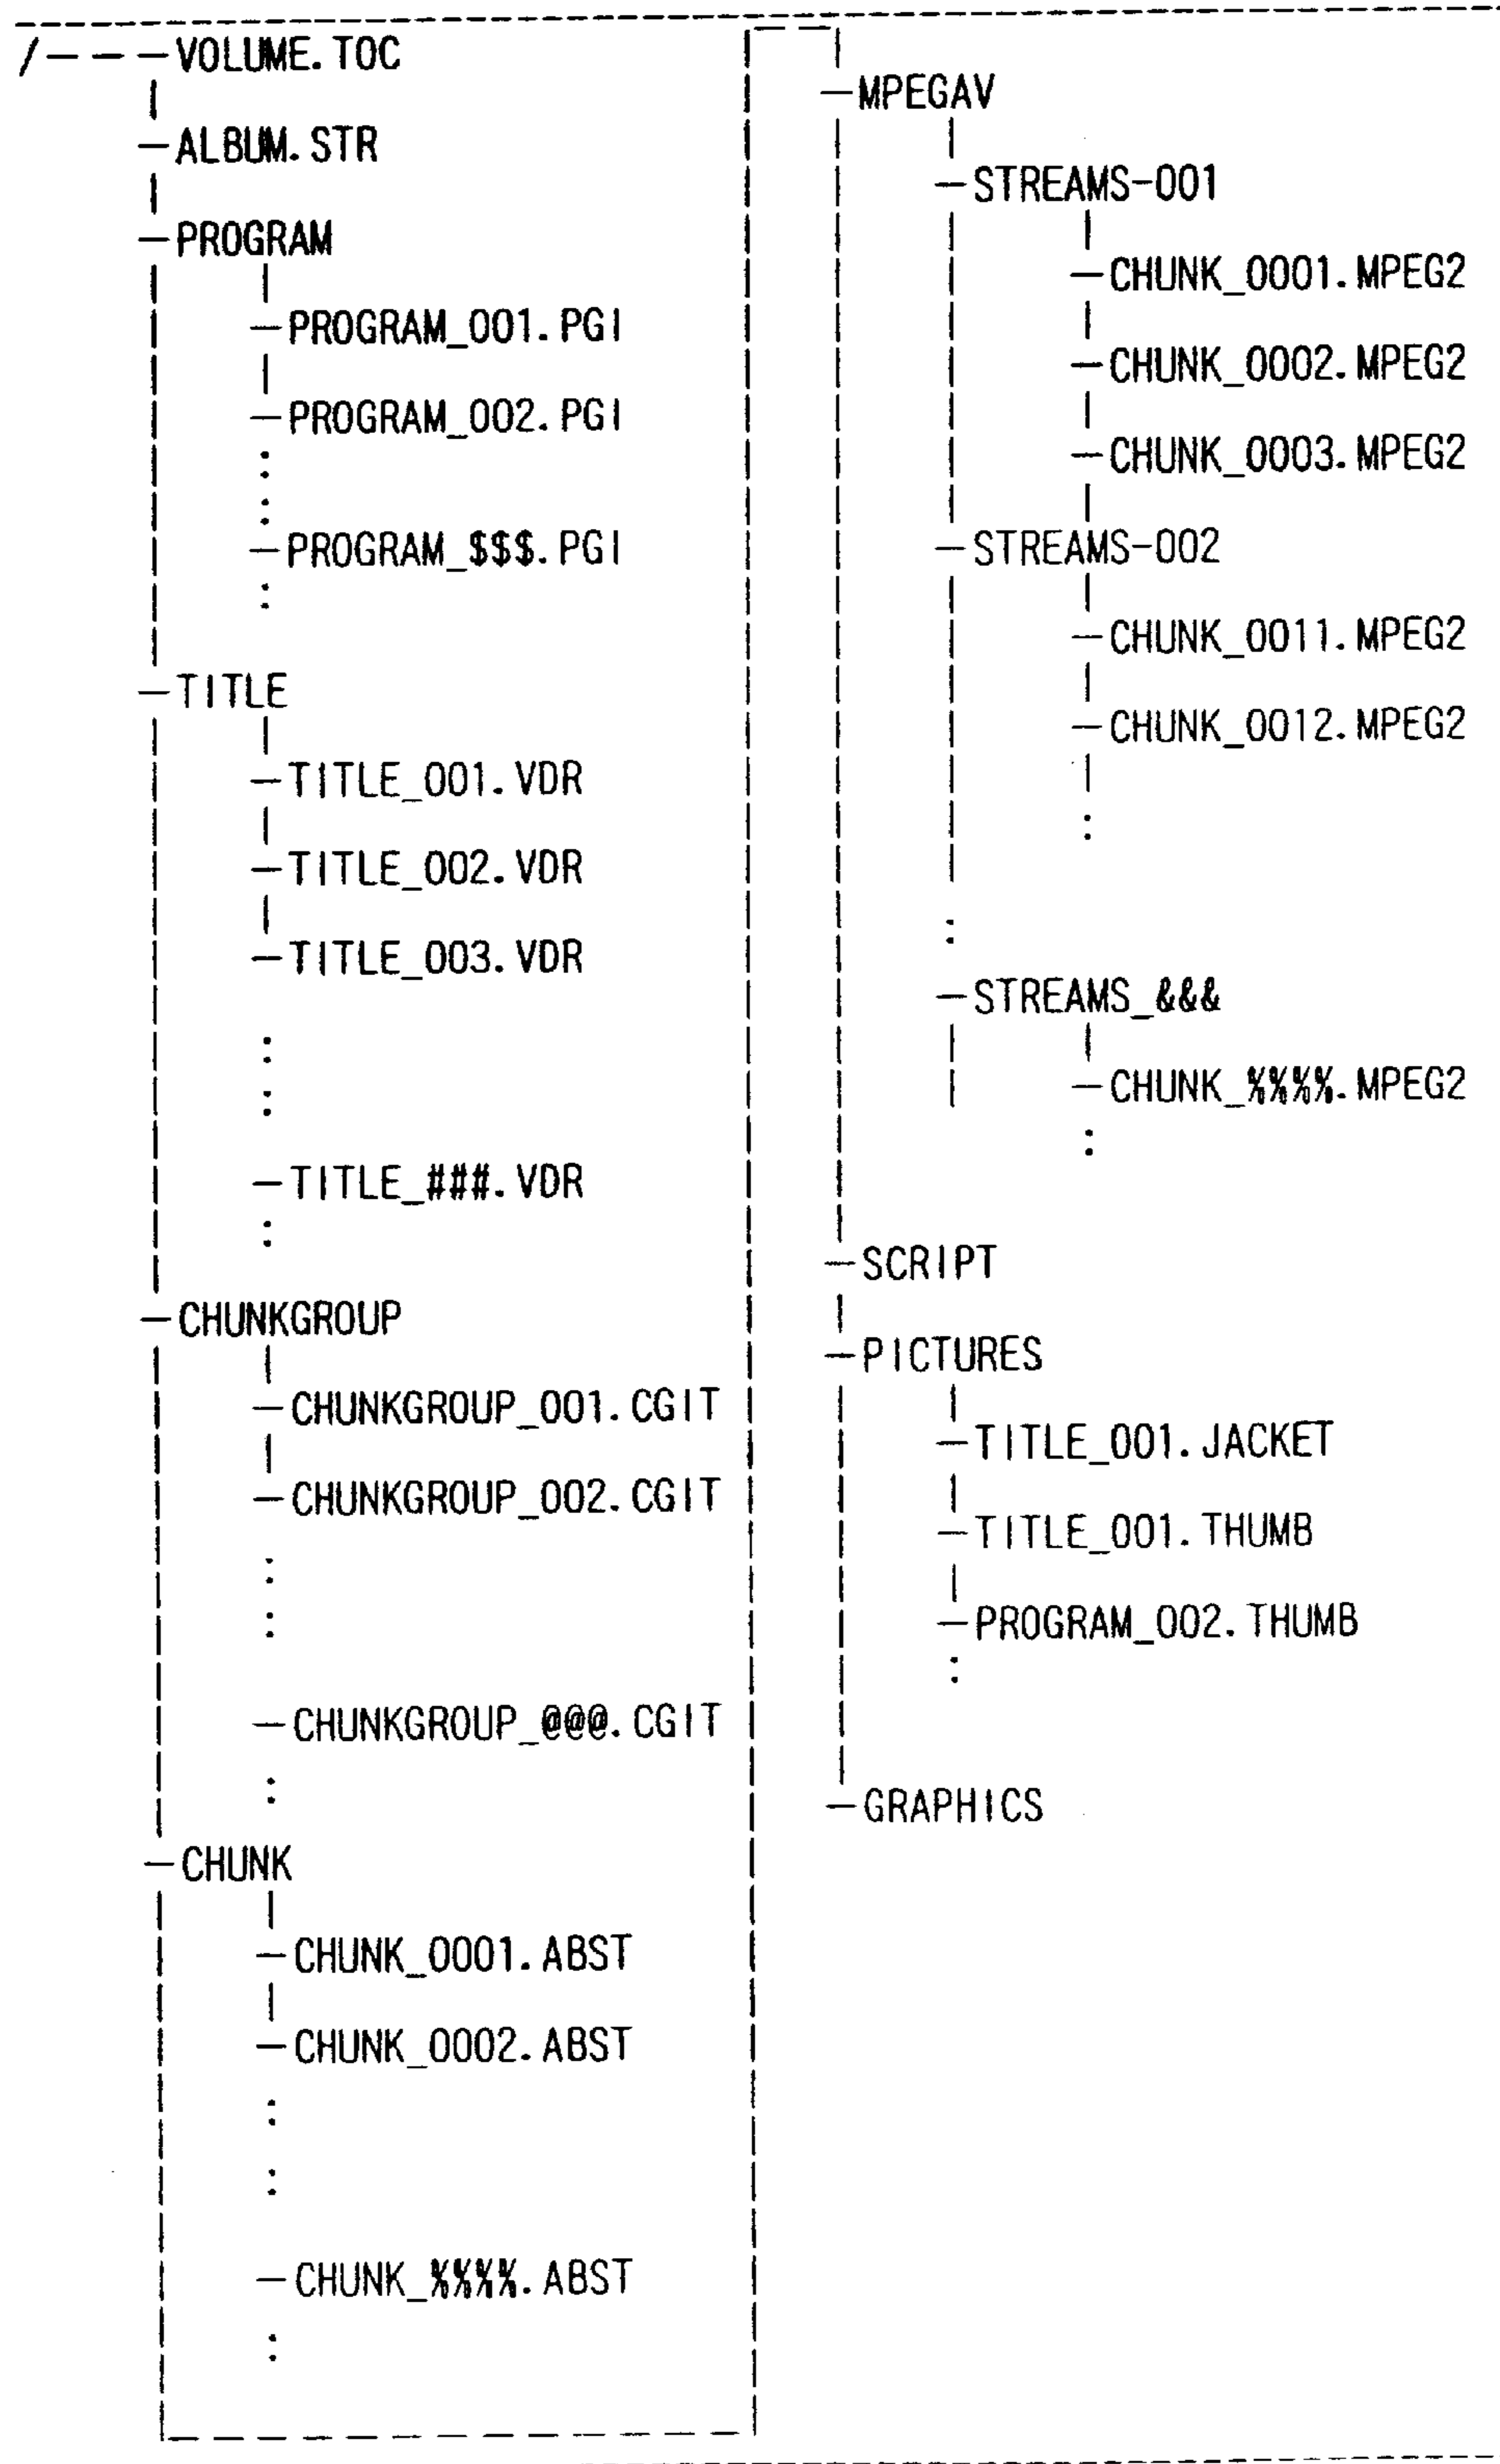 /---VOLUME.TOC
ALBUM.STR
PROGRAM
PROGRAM_001.PGI
PROGRAM_002.PGI
PROGRAM_$$$.PGI
TITLE
TITLE_001.VDR
TITLE_002.VDR
TITLE_003.VDR
TITLE_###.VDR
CHUNKGROUP
CHUNKGROUP_001.CGIT
CHUNKGROUP_002.CGIT
CHUNKGROUP_@@@.CGIT
CHUNK
CHUNK_0001.ABST
CHUNK_0002.ABST
CHUNK_%%%%.ABST
MPEGAV
STREAMS-001
CHUNK_0001.MPEG2
CHUNK_0002.MPEG2
CHUNK_0003.MPEG2
STREAMS-002
CHUNK_0011.MPEG2
CHUNK_0012.MPEG2
STREAMS_&&&
CHUNK_%%%%.MPEG2
SCRIPT
PICTURES
TITLE_001.JACKET
TITLE_001.THUMB
PROGRAM_002.THUMB
GRAPHICS